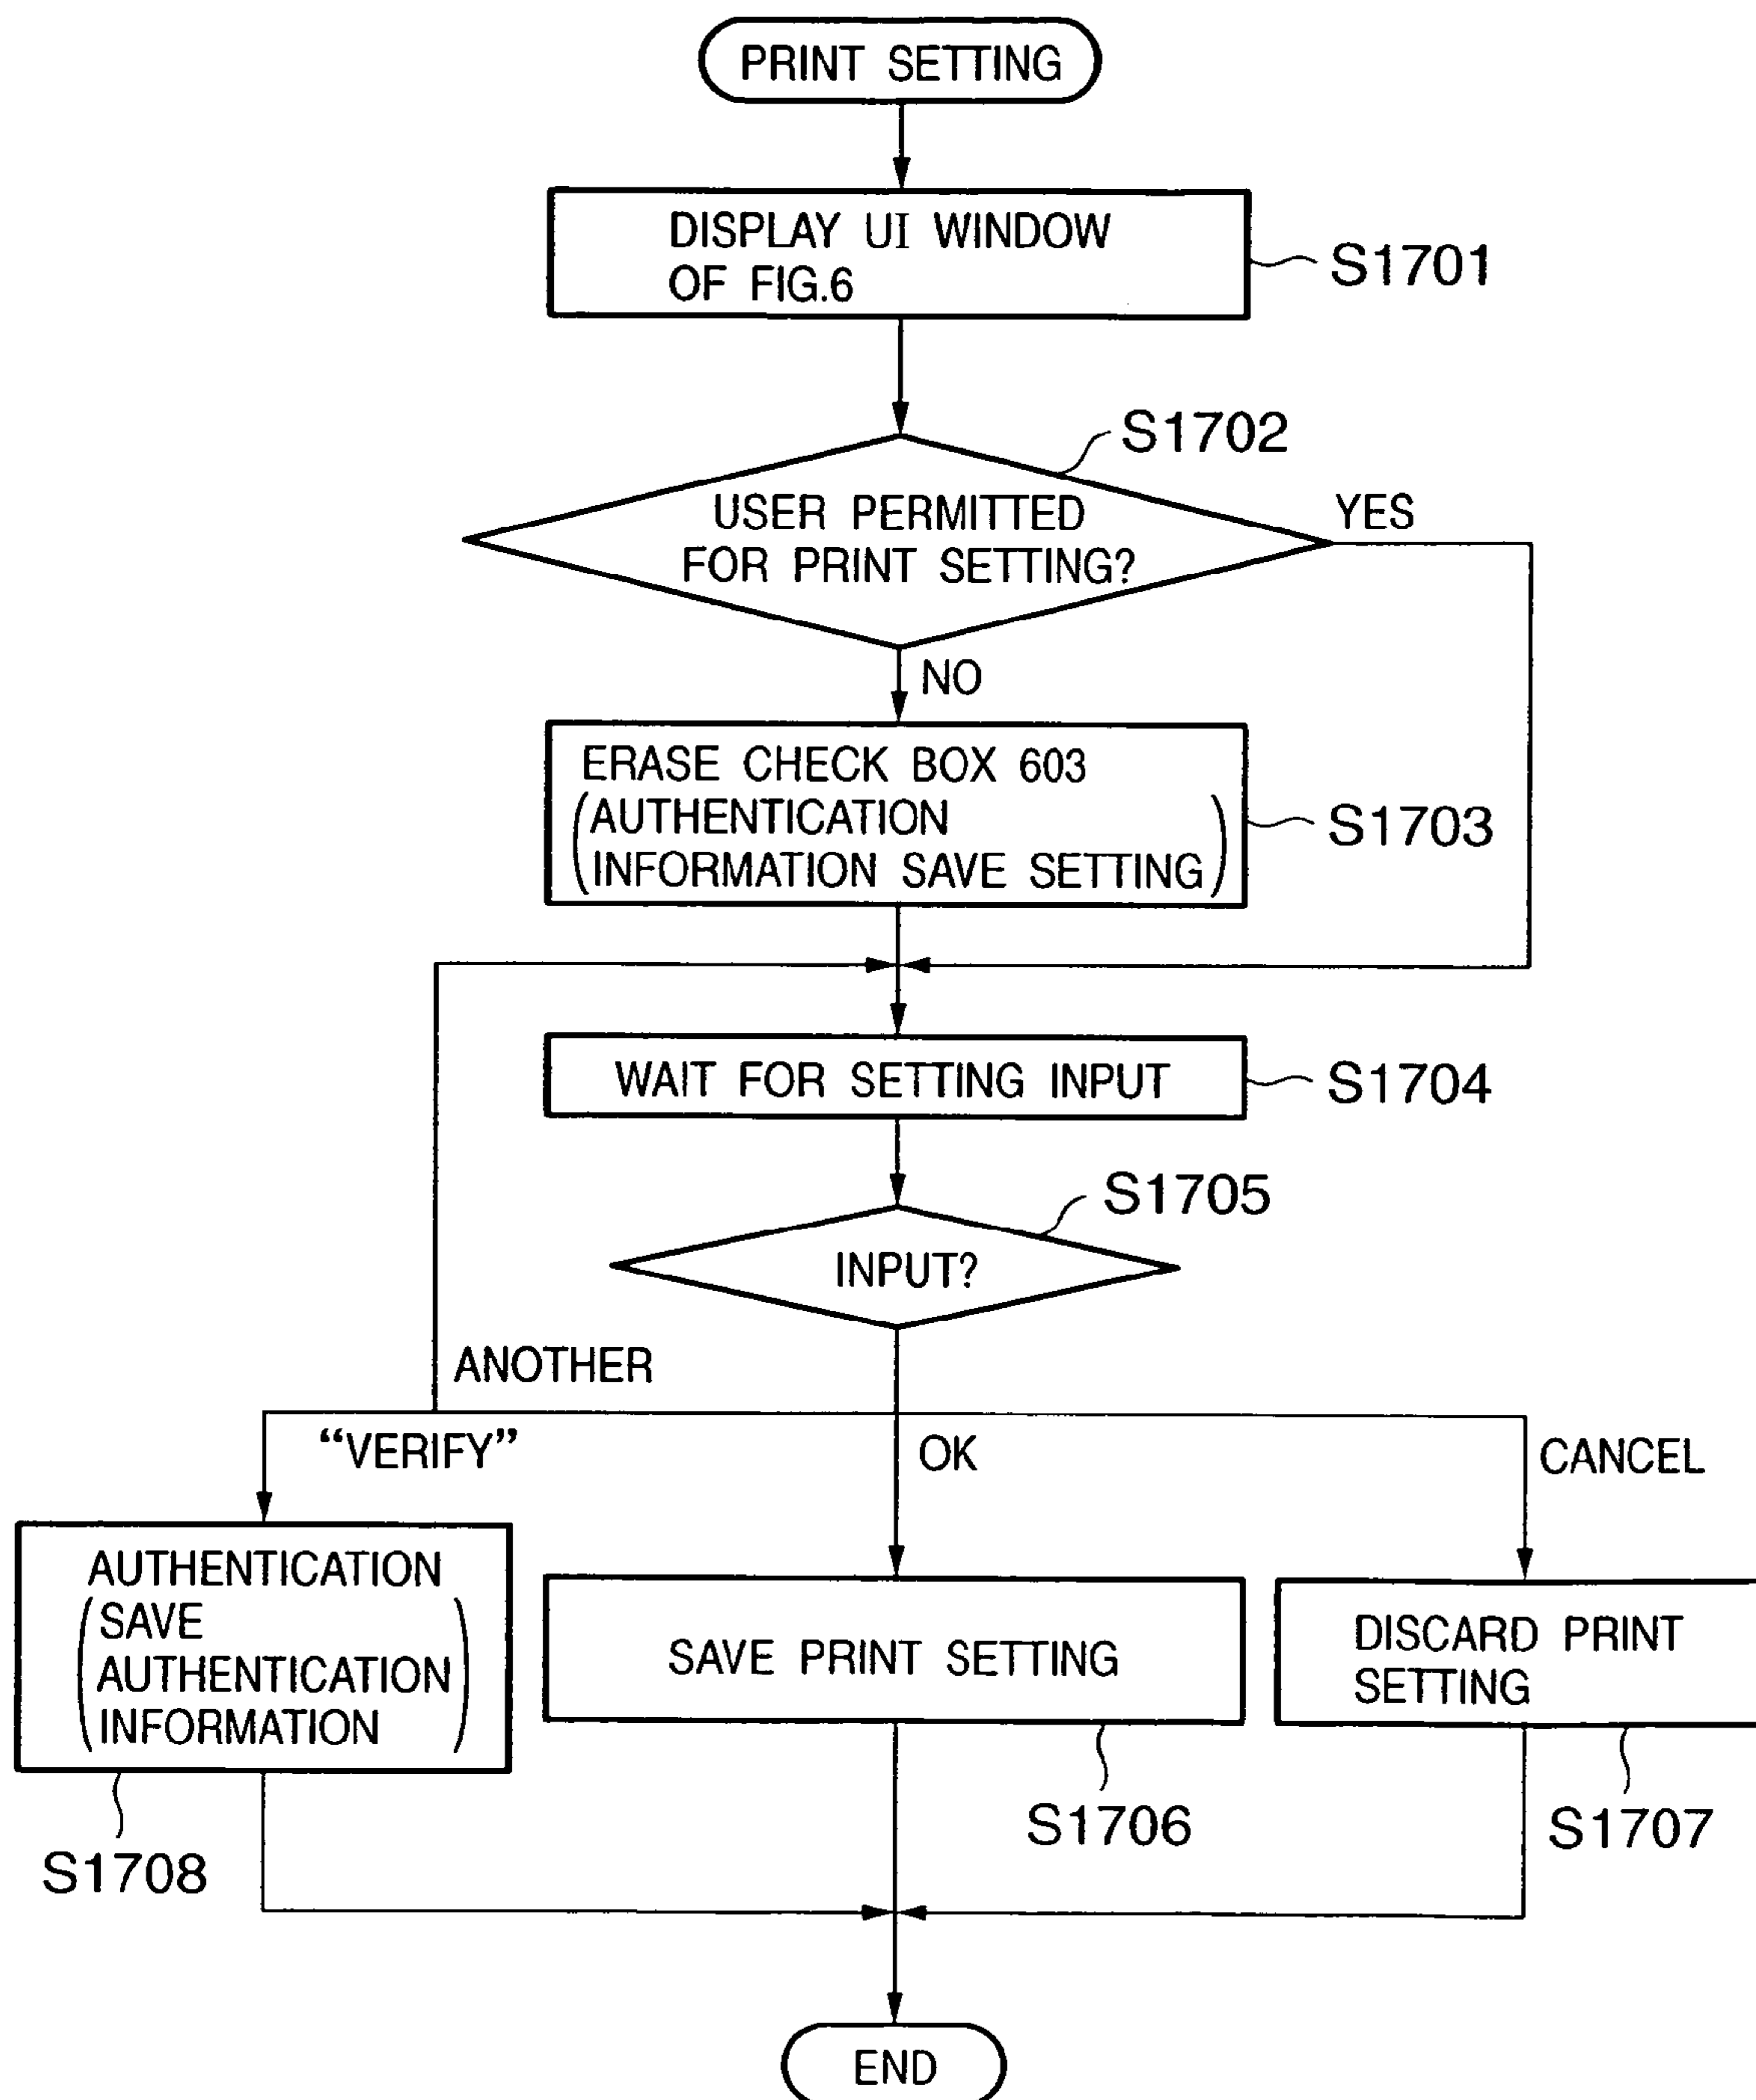 PRINT SETTING
DISPLAY UI WINDOW
OF FIG.6
S1701
S1702
USER PERMITTED
FOR PRINT SETTING?
YES
NO
ERASE CHECK BOX 603
(AUTHENTICATION
INFORMATION SAVE SETTING)
S1703
WAIT FOR SETTING INPUT
S1704
S1705
INPUT?
ANOTHER
“VERIFY”
OK
CANCEL
AUTHENTICATION
(SAVE
AUTHENTICATION
INFORMATION)
S1708
SAVE PRINT SETTING
S1706
DISCARD PRINT
SETTING
S1707
END